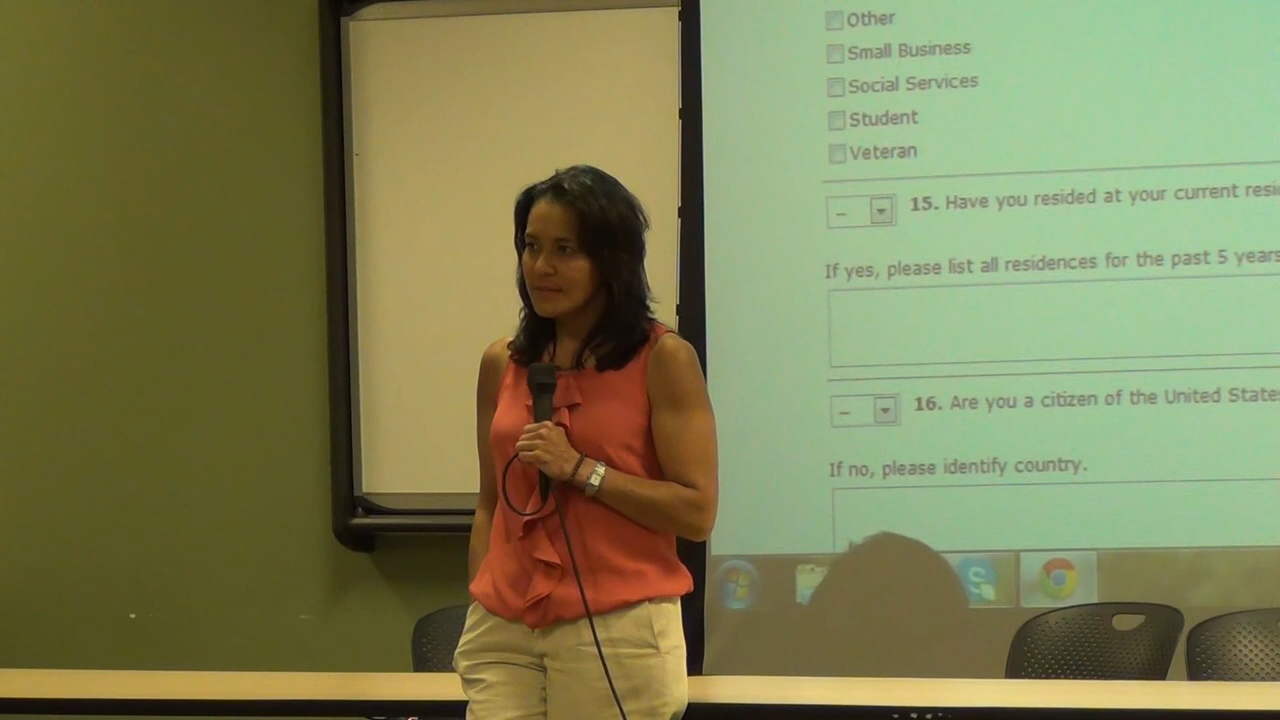 Other
Small Business
Social Services
Student
Veteran
15. Have you resided at your current
If yes, please list all residences for the past 5 years
16. Are you a citizen of the United State
If no, please identify country.